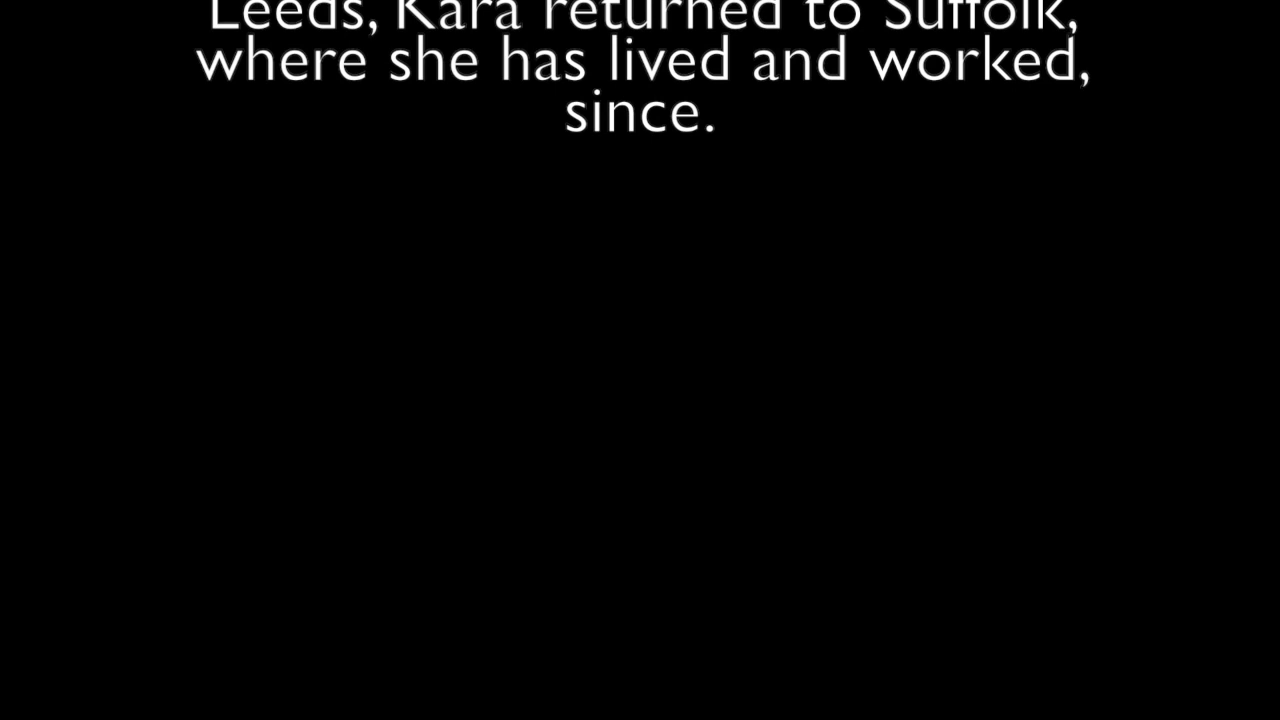 Leeds, Kara returned to Suffolk,
where she has lived and worked,
since.